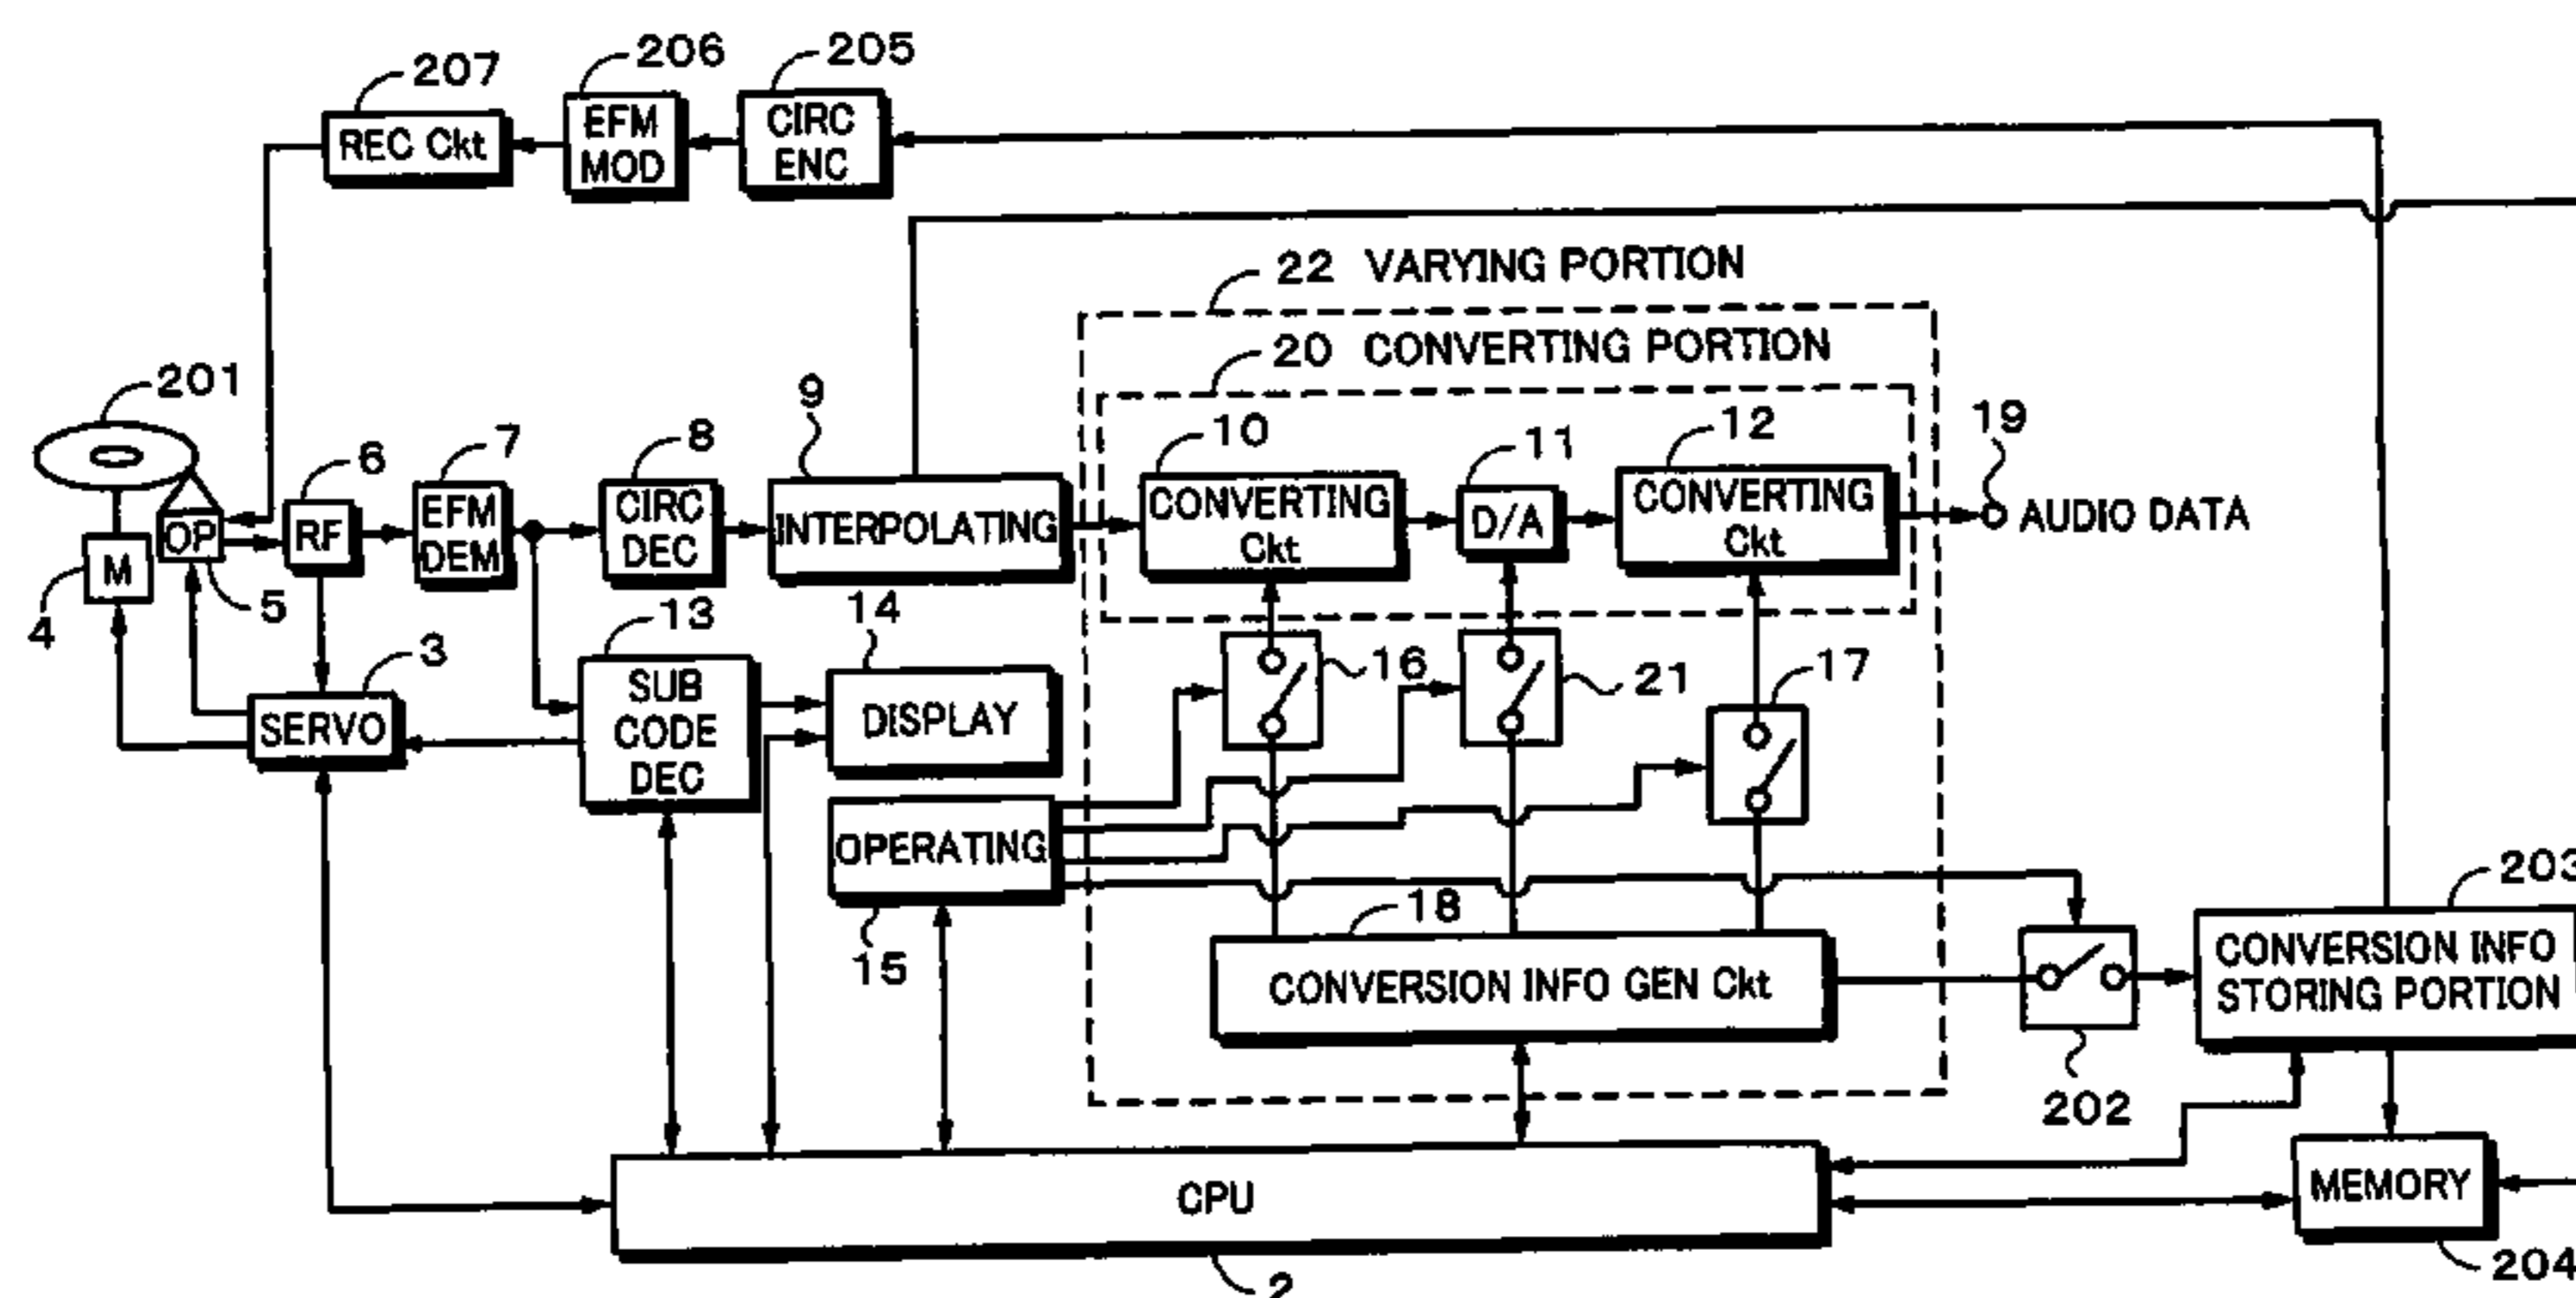 207
206
205
REC Ckt
EFM
MOD
CIRC
ENC
22 VARYING PORTION
20 CONVERTING PORTION
201
6
7
8
9
10
11
12
19
OP
RF
EFM
DEM
CIRC
DEC
INTERPOLATING
CONVERTING
Ckt
D/A
CONVERTING
Ckt
AUDIO DATA
M
4
5
3
13
14
16
21
17
SERVO
SUB
CODE
DEC
DISPLAY
OPERATING
15
18
CONVERSION INFO GEN Ckt
202
203
CONVERSION INFO
STORING PORTION
CPU
2
MEMORY
204